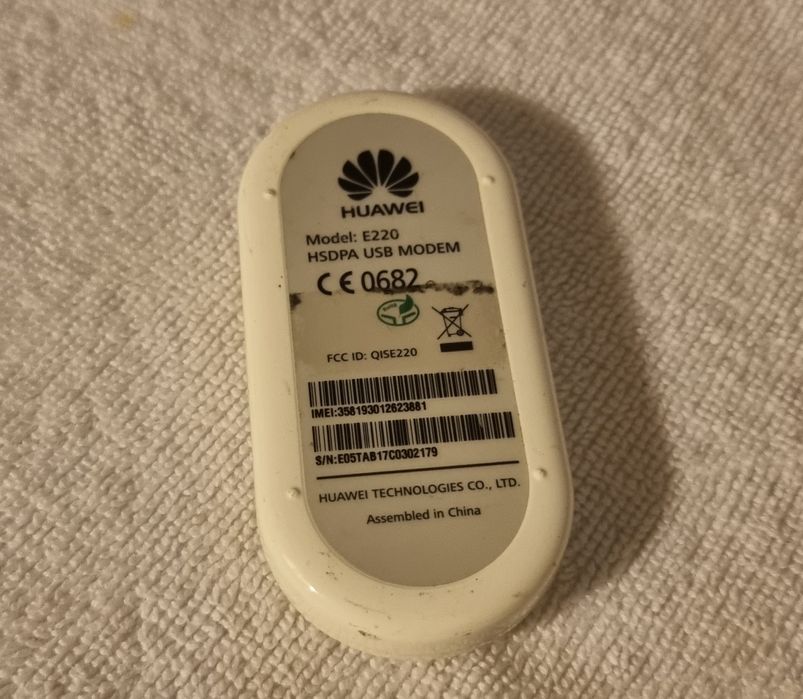 HUAWEI
Model: E220
HSDPA USB MODEM
CE 0682
FCC ID: QISE220
IMEI:358193012623881
S/N:E05TAB17C0302179
HUAWEI TECHNOLOGIES CO., LTD.
Assembled in China